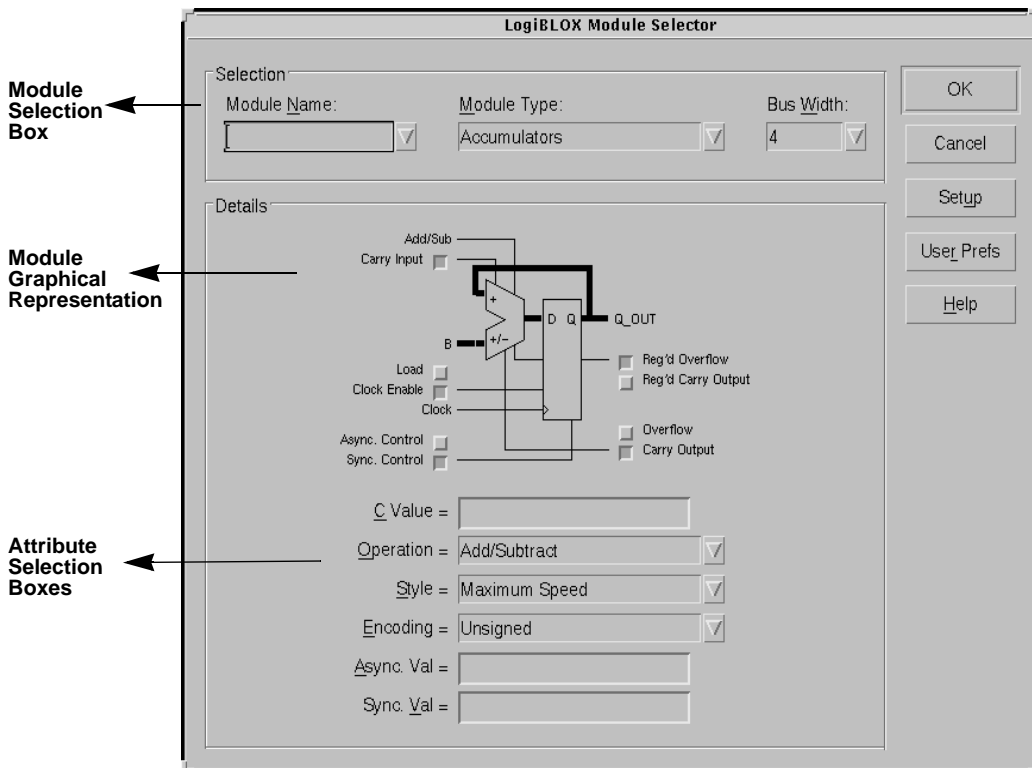 LogiBLOX Module Selector
Module
Selection
Box
Selection
Module Name:
Module Type:
Bus Width:
Accumulators
4
OK
Cancel
Setup
User Prefs
Help
Module
Graphical
Representation
Details
Add/Sub
Carry Input
+
+/-
D Q
Q_OUT
B
Load
Clock Enable
Clock
Async. Control
Sync. Control
Reg'd Overflow
Reg'd Carry Output
Overflow
Carry Output
Attribute
Selection
Boxes
C Value =
Operation = Add/Subtract
Style = Maximum Speed
Encoding = Unsigned
Async. Val =
Sync. Val =